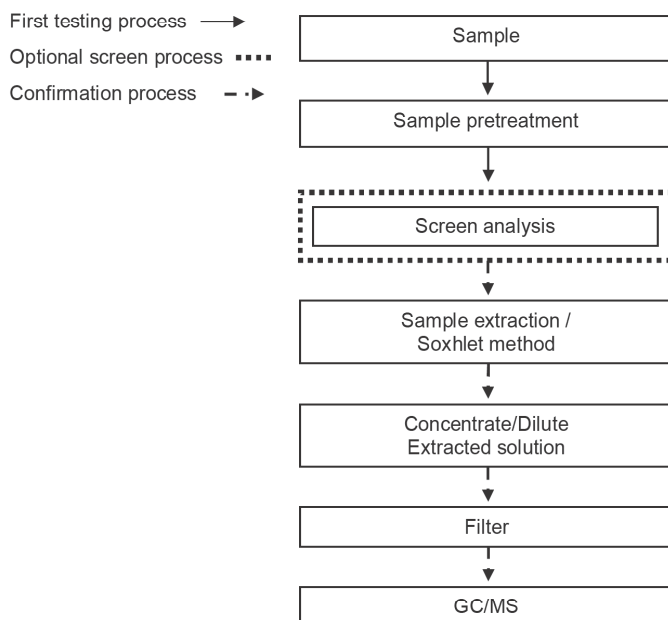 First testing process
Optional screen process
Confirmation process
Sample
Sample pretreatment
Screen analysis
Sample extraction /
Soxhlet method
Concentrate/Dilute
Extracted solution
Filter
GC/MS